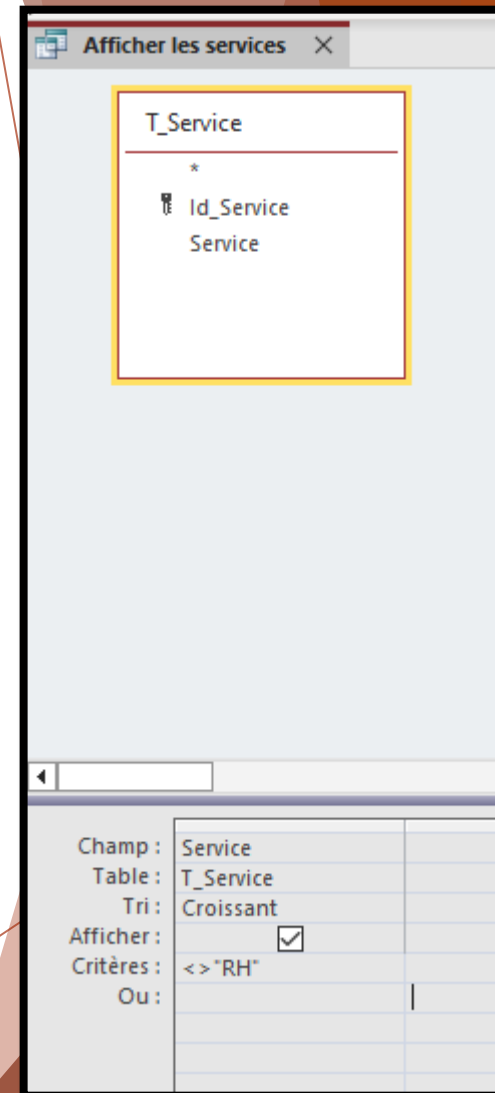 Afficher les services
T_Service
*
Id_Service
Service
Champ : Service
Table : T_Service
Tri : Croissant
Afficher :
Critères : <>"RH"
Ou :